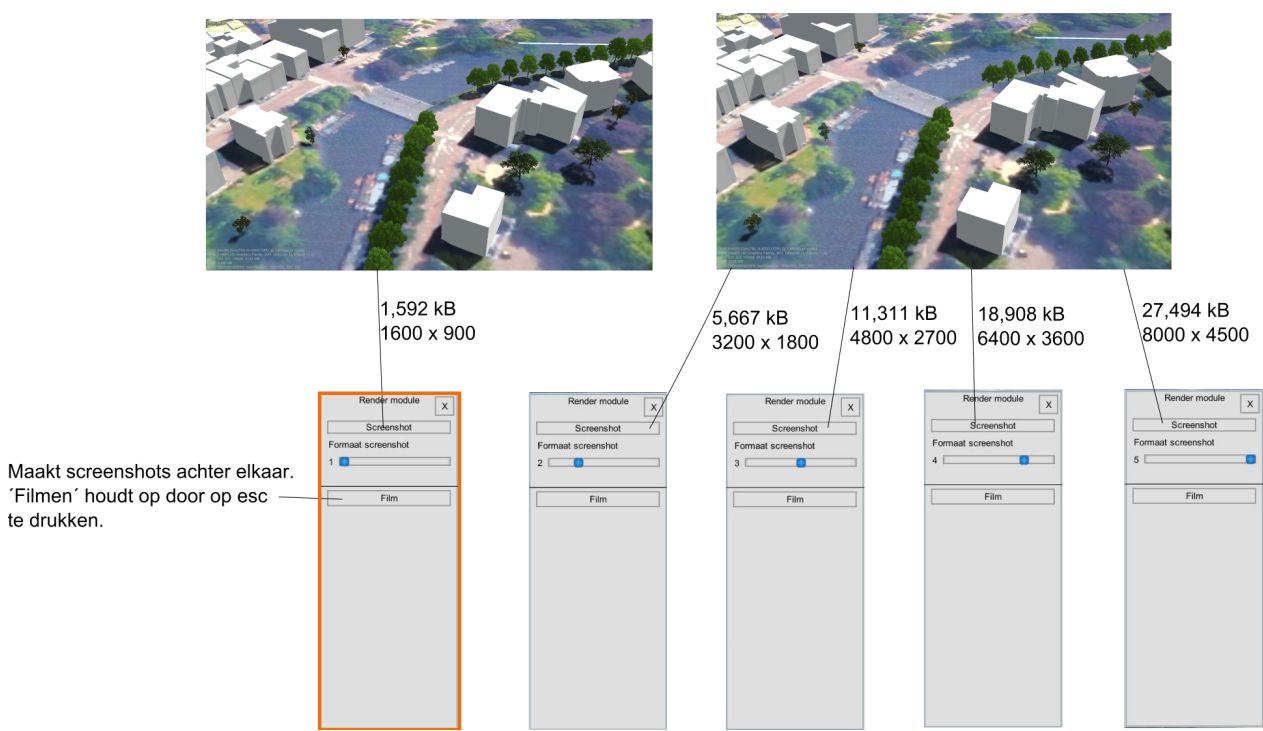 1,592 kB
1600 x 900
5,667 kB
3200 x 1800
11,311 kB
4800 x 2700
18,908 kB
6400 x 3600
27,494 kB
8000 x 4500
Render module
X
Screenshot
Formaat screenshot
1
Film
Render module
X
Screenshot
Formaat screenshot
2
Film
Render module
X
Screenshot
Formaat screenshot
3
Film
Render module
X
Screenshot
Formaat screenshot
4
Film
Render module
X
Screenshot
Formaat screenshot
5
Film
Maakt screenshots achter elkaar.
´Filmen´ houdt op door op esc
te drukken.